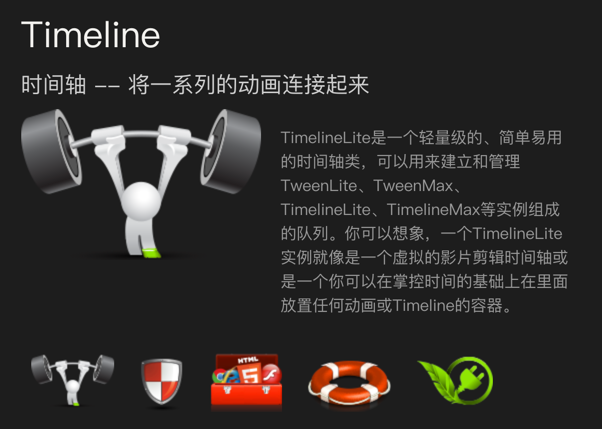 Timeline
时间轴 -- 将一系列的动画连接起来
TimelineLite是一个轻量级的、简单易用
的时间轴类，可以用来建立和管理
TweenLite、TweenMax、
TimelineLite、TimelineMax等实例组成
的队列。你可以想象，一个TimelineLite
实例就像是一个虚拟的影片剪辑时间轴或
是一个你可以在掌控时间的基础上在里面
放置任何动画或Timeline的容器。
HTML
5